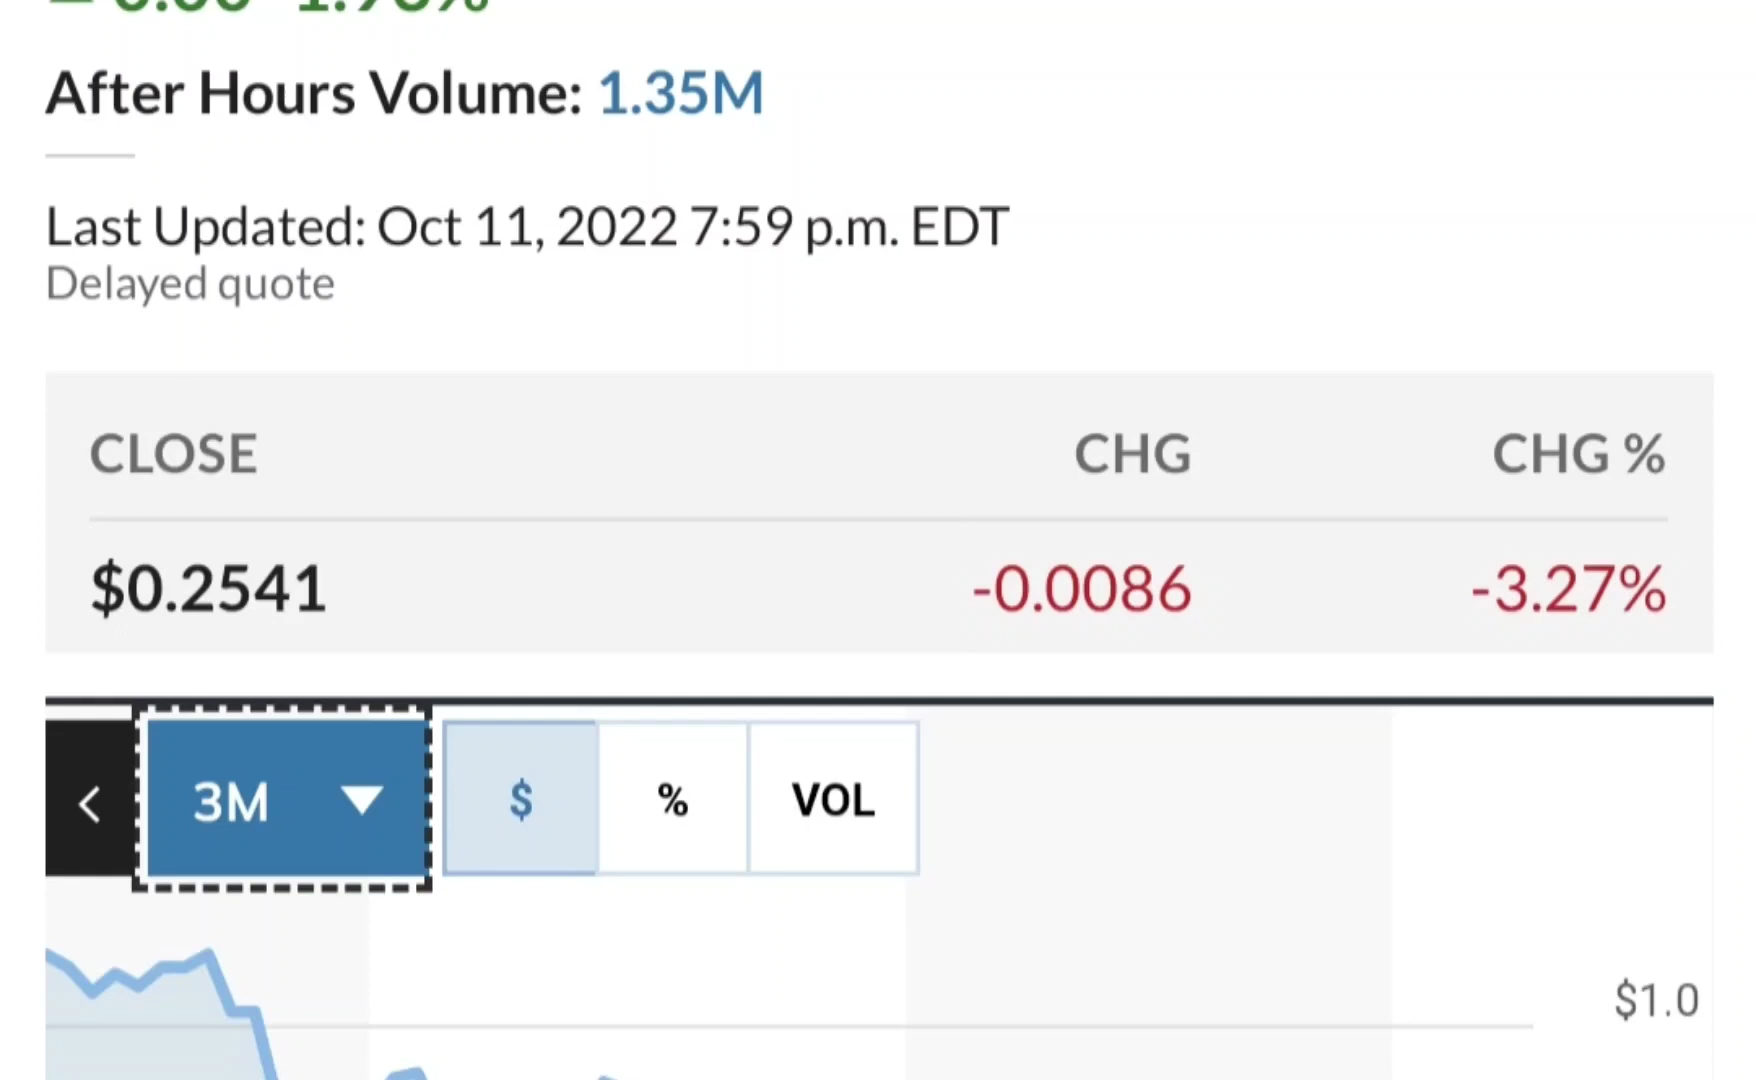 After Hours Volume: 1.35M
Last Updated: Oct 11, 2022 7:59 p.m. EDT
Delayed quote
CLOSE CHG CHG %
$0.2541 -0.0086 -3.27%
3M $ % VOL
$1.0